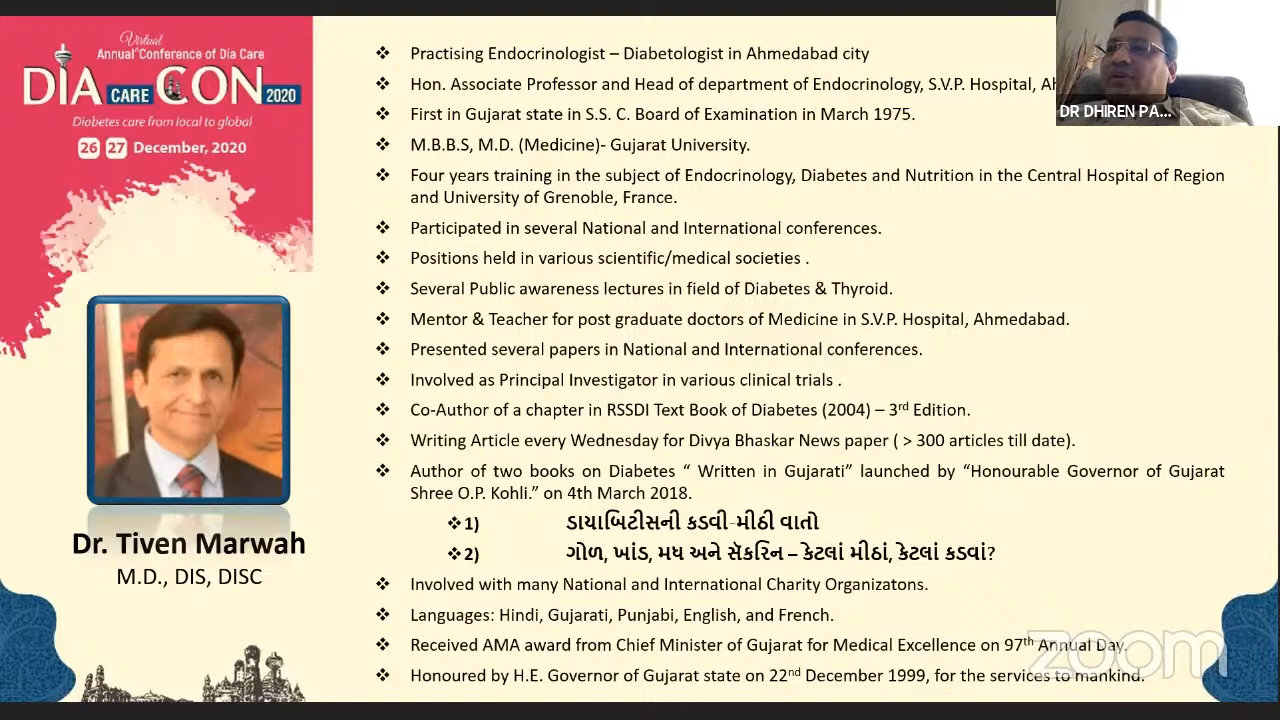 Virtual
Annual Conference of Dia Care
DIA CARE CON 2020
Diabetes care from local to global
26 27 December, 2020
Dr. Tiven Marwah
M.D., DIS, DISC
❖ Practising Endocrinologist – Diabetologist in Ahmedabad city
❖ Hon. Associate Professor and Head of department of Endocrinology, S.V.P. Hospital,
❖ First in Gujarat state in S.S. C. Board of Examination in March 1975.
❖ M.B.B.S, M.D. (Medicine)- Gujarat University.
❖ Four years training in the subject of Endocrinology, Diabetes and Nutrition in the Central Hospital of Region
and University of Grenoble, France.
❖ Participated in several National and International conferences.
❖ Positions held in various scientific/medical societies .
❖ Several Public awareness lectures in field of Diabetes & Thyroid.
❖ Mentor & Teacher for post graduate doctors of Medicine in S.V.P. Hospital, Ahmedabad.
❖ Presented several papers in National and International conferences.
❖ Involved as Principal Investigator in various clinical trials .
❖ Co-Author of a chapter in RSSDI Text Book of Diabetes (2004) – 3rd Edition.
❖ Writing Article every Wednesday for Divya Bhaskar News paper ( > 300 articles till date).
❖ Author of two books on Diabetes “ Written in Gujarati” launched by “Honourable Governor of Gujarat
Shree O.P. Kohli.” on 4th March 2018.
❖1) ડાયાબિટીસની કડવી-મીઠી વાતો
❖2) ગોળ, ખાંડ, મધ અને સૅકરિન – કેટલાં મીઠાં, કેટલાં કડવાં?
❖ Involved with many National and International Charity Organizatons.
❖ Languages: Hindi, Gujarati, Punjabi, English, and French.
❖ Received AMA award from Chief Minister of Gujarat for Medical Excellence on 97th Annual Day.
❖ Honoured by H.E. Governor of Gujarat state on 22nd December 1999, for the services to mankind.
DR DHIREN PA...
zoom